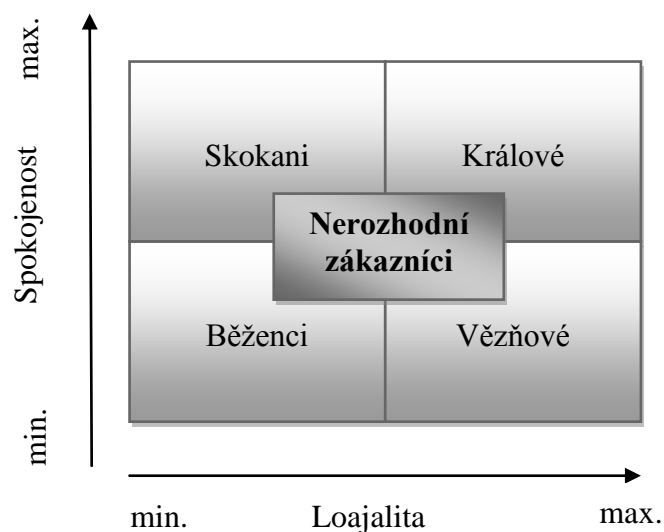 max.
Spokojenost
min.
Skokani
Králové
Nerozhodní
zákazníci
Běženci
Vězňové
min.
Loajalita
max.